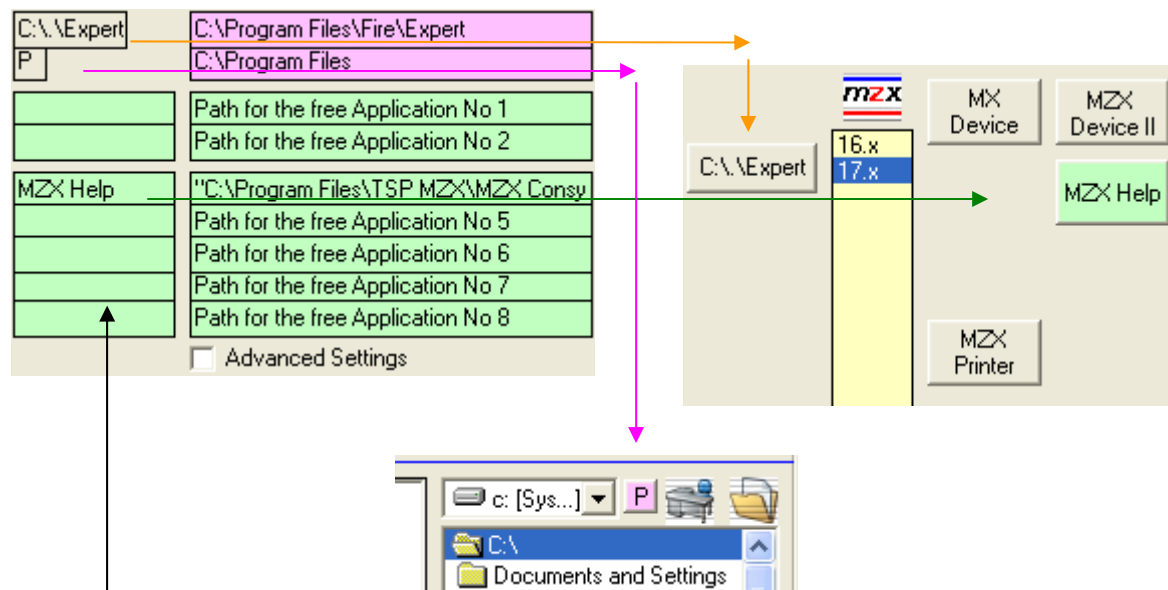 C:\.\Expert
C:\Program Files\Fire\Expert
P
C:\Program Files
Path for the free Application No 1
Path for the free Application No 2
MZX Help
"C:\Program Files\TSP MZX\MZX Consy
Path for the free Application No 5
Path for the free Application No 6
Path for the free Application No 7
Path for the free Application No 8
Advanced Settings
C:\.\Expert
mzx
16.x
17.x
MX
Device
MZX
Device II
MZX Help
MZX
Printer
c: [Sys...]
P
C:\
Documents and Settings